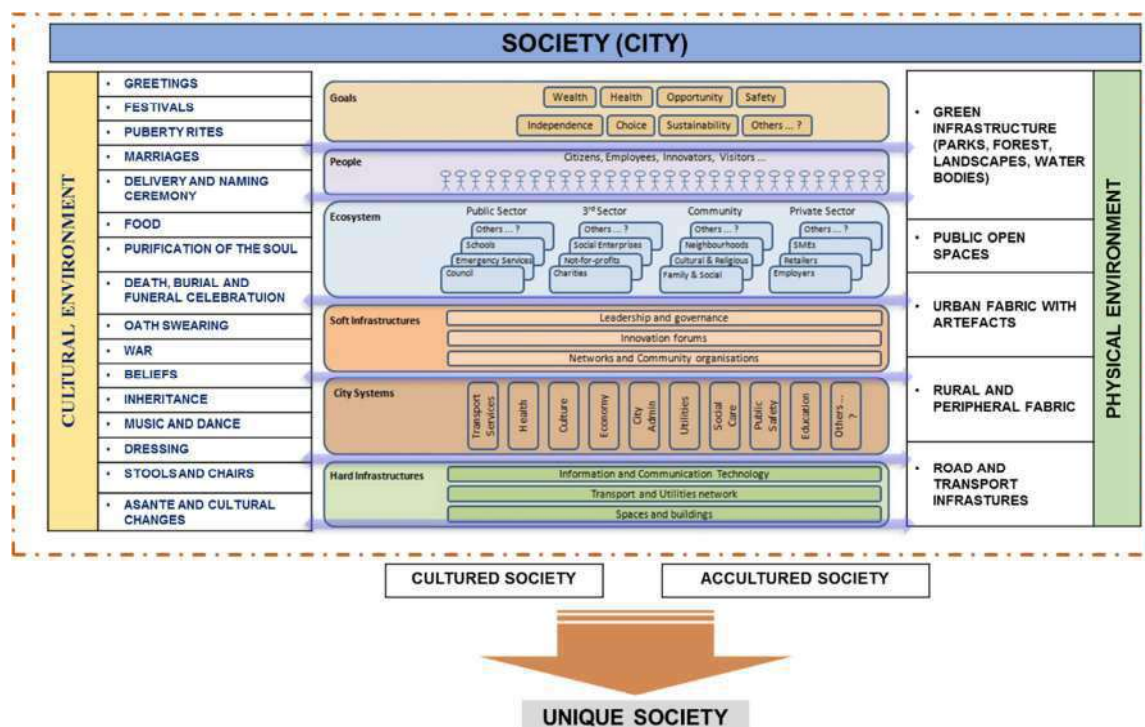 SOCIETY (CITY)
CULTURAL ENVIRONMENT
• GREETINGS
• FESTIVALS
• PUBERTY RITES
• MARRIAGES
• DELIVERY AND NAMING
CEREMONY
• FOOD
• PURIFICATION OF THE SOUL
• DEATH, BURIAL AND
FUNERAL CELEBRATUION
• OATH SWEARING
• WAR
• BELIEFS
• INHERITANCE
• MUSIC AND DANCE
• DRESSING
• STOOLS AND CHAIRS
• ASANTE AND CULTURAL
CHANGES
Goals
Wealth
Health
Opportunity
Safety
Independence
Choice
Sustainability
Others ... ?
People
Citizens, Employees, Innovators, Visitors ...
Ecosystem
Public Sector
Others ... ?
Schools
Emergency Services
Council
3rd Sector
Others ... ?
Social Enterprises
Not-for-profits
Charities
Community
Others ... ?
Neighbourhoods
Cultural & Religious
Family & Social
Private Sector
Others ... ?
SMEs
Retailers
Employers
Soft Infrastructures
Leadership and governance
Innovation forums
Networks and Community organisations
City Systems
Transport
Services
Health
Culture
Economy
City
Admin
Utilities
Social
Care
Public
Safety
Education
Others ...
?
Hard Infrastructures
Information and Communication Technology
Transport and Utilities network
Spaces and buildings
• GREEN
INFRASTRUCTURE
(PARKS, FOREST,
LANDSCAPES, WATER
BODIES)
• PUBLIC OPEN
SPACES
• URBAN FABRIC WITH
ARTEFACTS
• RURAL AND
PERIPHERAL FABRIC
• ROAD AND
TRANSPORT
INFRASTURES
PHYSICAL ENVIRONMENT
CULTURED SOCIETY
ACCULTURED SOCIETY
UNIQUE SOCIETY